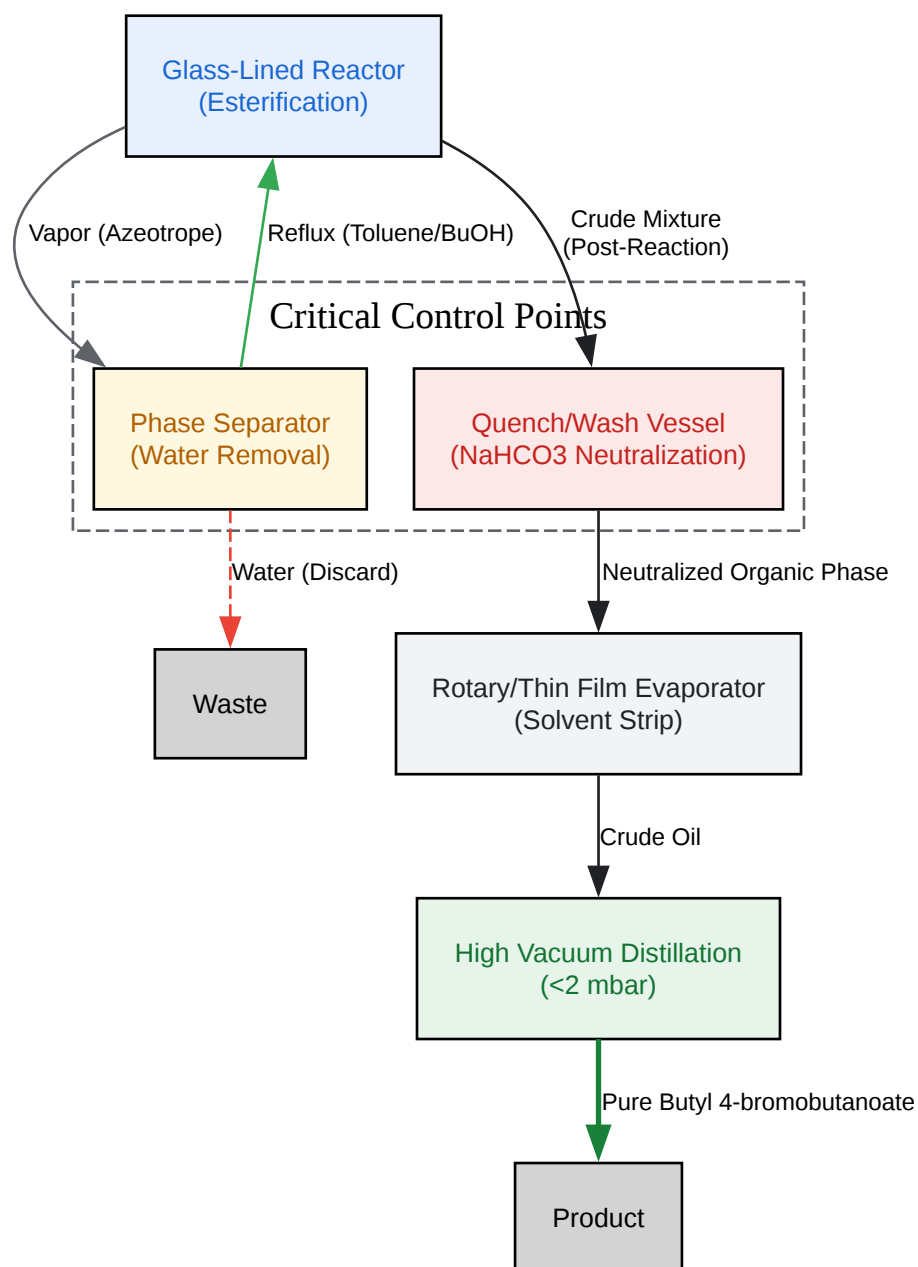 Glass-Lined Reactor
(Esterification)
Vapor (Azeotrope)
Reflux (Toluene/BuOH)
Crude Mixture
(Post-Reaction)
Critical Control Points
Phase Separator
(Water Removal)
Quench/Wash Vessel
(NaHCO3 Neutralization)
Water (Discard)
Neutralized Organic Phase
Waste
Rotary/Thin Film Evaporator
(Solvent Strip)
Crude Oil
High Vacuum Distillation
(<2 mbar)
Pure Butyl 4-bromobutanoate
Product